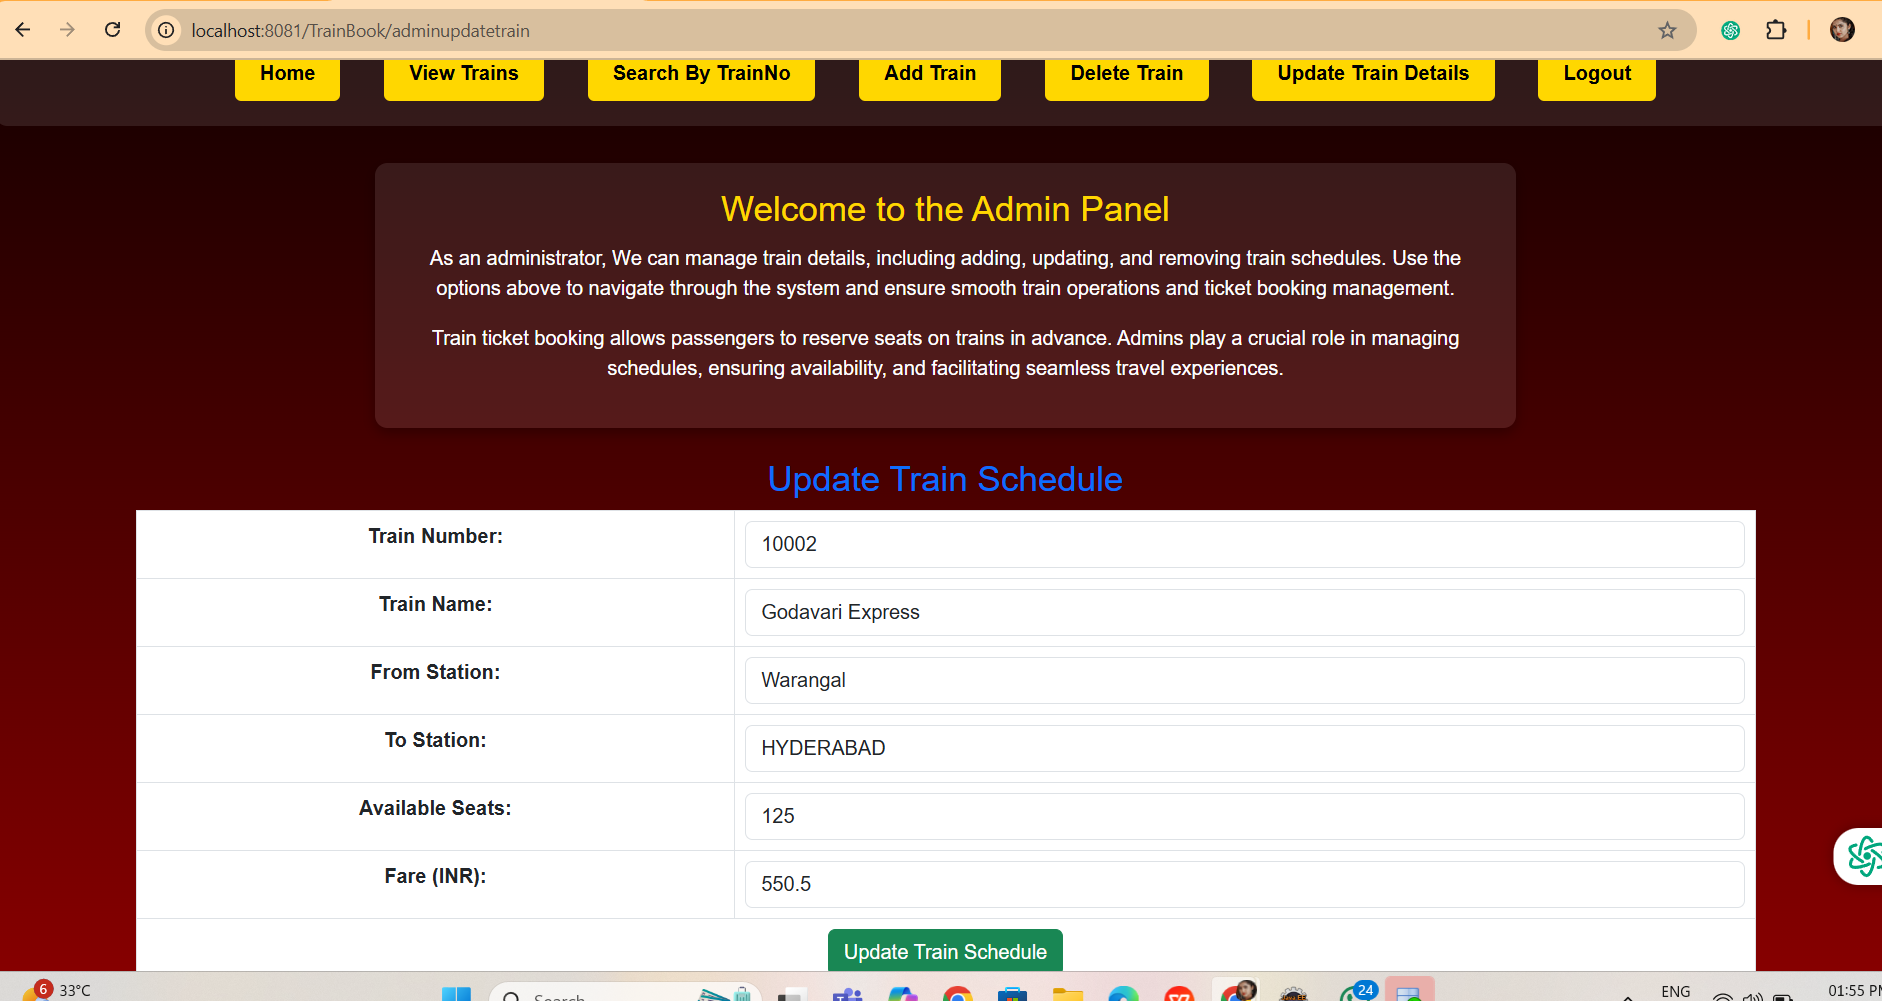 localhost:8081/TrainBook/adminupdatetrain
Home View Trains Search By TrainNo Add Train Delete Train Update Train Details Logout
Welcome to the Admin Panel
As an administrator, We can manage train details, including adding, updating, and removing train schedules. Use the
options above to navigate through the system and ensure smooth train operations and ticket booking management.
Train ticket booking allows passengers to reserve seats on trains in advance. Admins play a crucial role in managing
schedules, ensuring availability, and facilitating seamless travel experiences.
Update Train Schedule
Train Number: 10002
Train Name: Godavari Express
From Station: Warangal
To Station: HYDERABAD
Available Seats: 125
Fare (INR): 550.5
Update Train Schedule
6 33°C Search 24 ENG 01:55 P